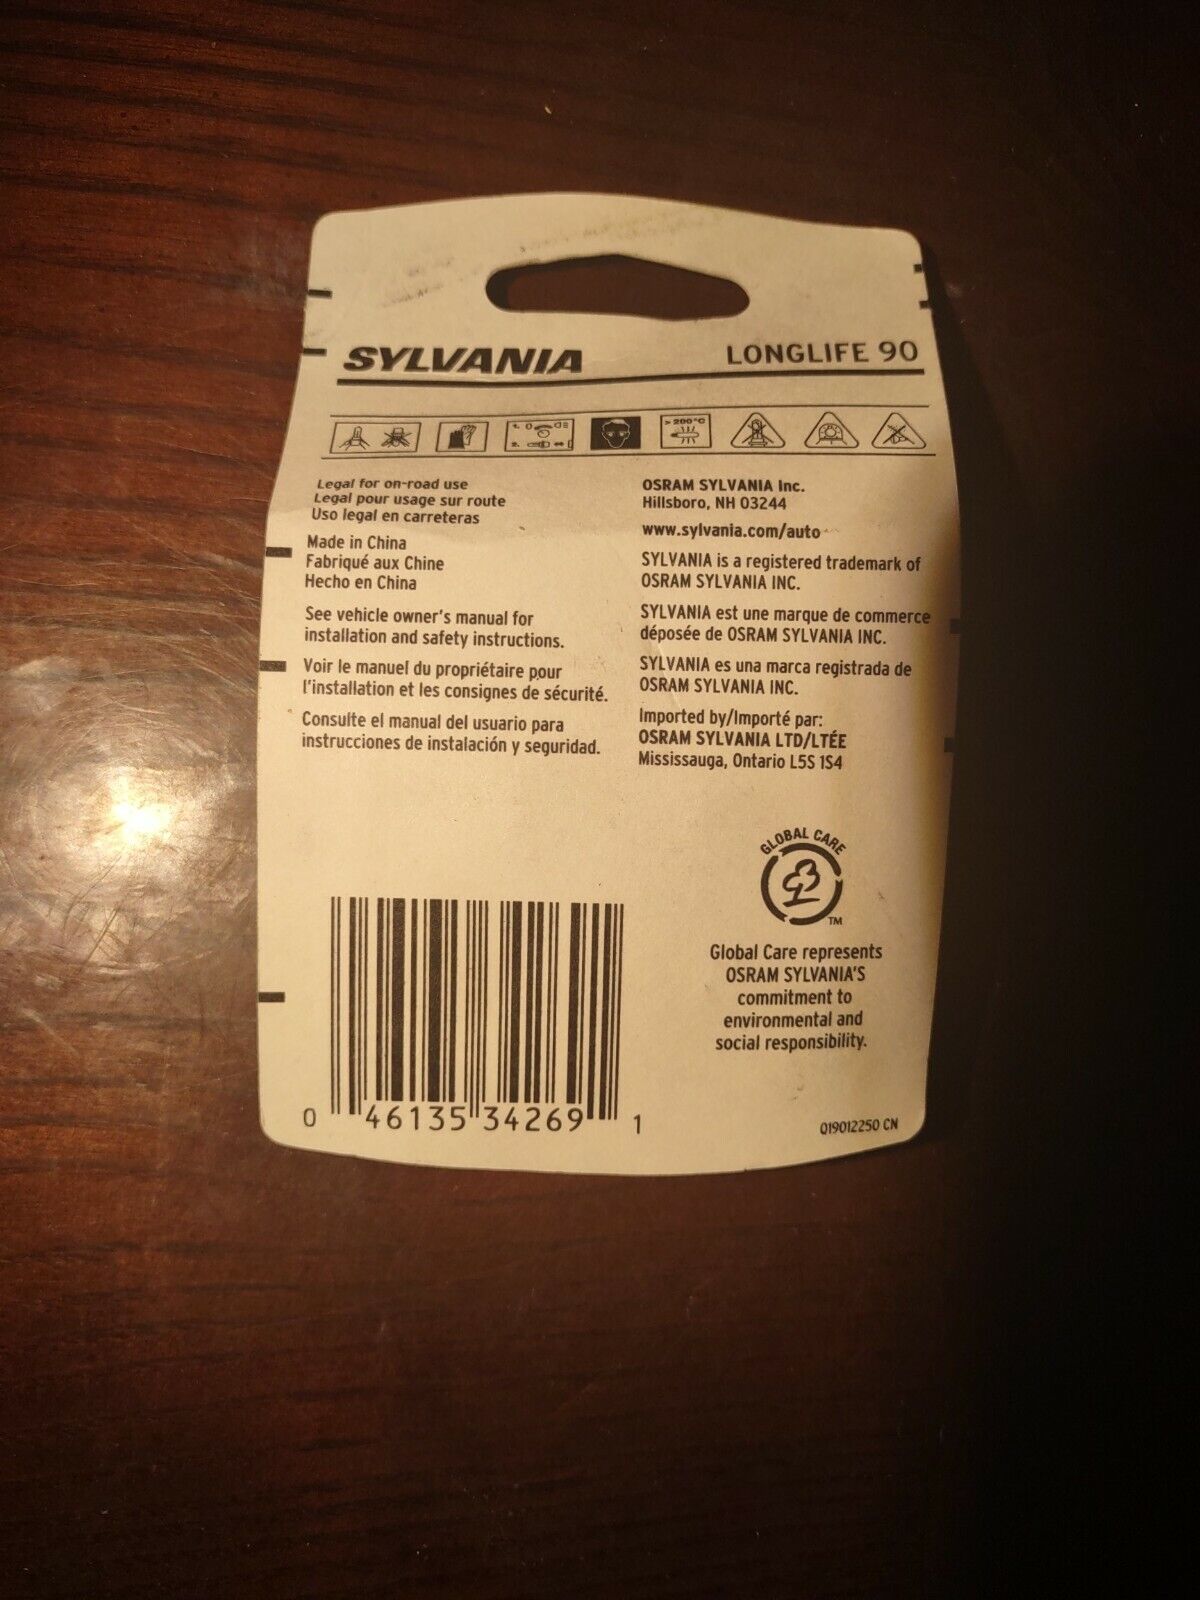 SYLVANIA
LONGLIFE 90
1. 0
2.
> 200°C
Legal for on-road use
Legal pour usage sur route
Uso legal en carreteras
Made in China
Fabriqué aux Chine
Hecho en China
See vehicle owner's manual for
installation and safety instructions.
Voir le manuel du propriétaire pour
l'installation et les consignes de sécurité.
Consulte el manual del usuario para
instrucciones de instalación y seguridad.
OSRAM SYLVANIA Inc.
Hillsboro, NH 03244
www.sylvania.com/auto
SYLVANIA is a registered trademark of
OSRAM SYLVANIA INC.
SYLVANIA est une marque de commerce
déposée de OSRAM SYLVANIA INC.
SYLVANIA es una marca registrada de
OSRAM SYLVANIA INC.
Imported by/Importé par:
OSRAM SYLVANIA LTD/LTÉE
Mississauga, Ontario L5S 1S4
GLOBAL CARE
TM
Global Care represents
OSRAM SYLVANIA'S
commitment to
environmental and
social responsibility.
0 46135 34269 1
Q19012250 CN